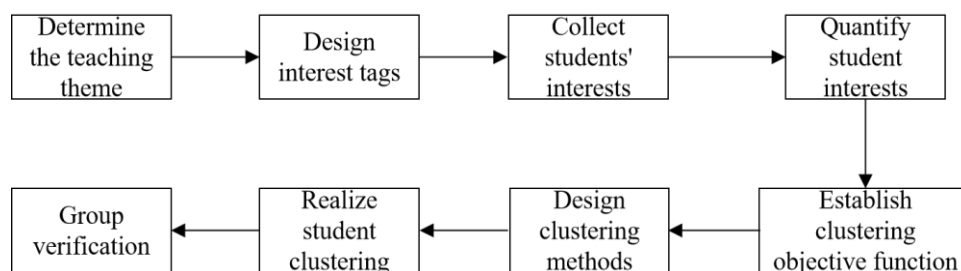 Determine
the teaching
theme
Design
interest tags
Collect
students'
interests
Quantify
student
interests
Establish
clustering
objective function
Design
clustering
methods
Realize
student
clustering
Group
verification